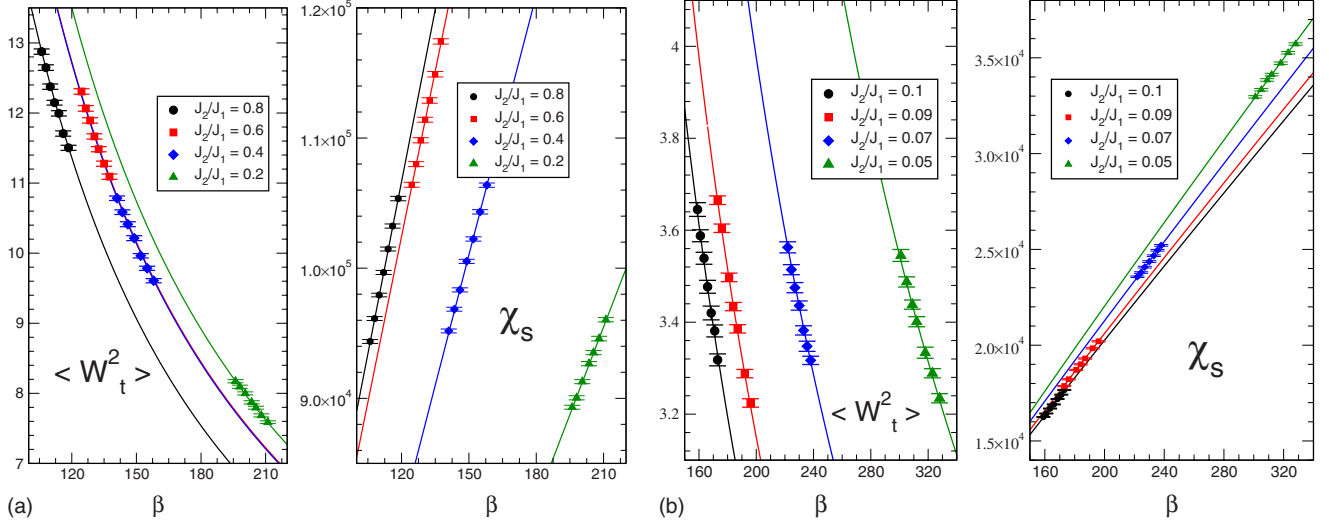 13
12
11
10
9
8
7
120 150 180 210
J₂/J₁ = 0.8
J₂/J₁ = 0.6
J₂/J₁ = 0.4
J₂/J₁ = 0.2
< W²ₜ >
(a)
β
1.2×10⁵
1.1×10⁵
1.0×10⁵
9.0×10⁴
120 150 180 210
J₂/J₁ = 0.8
J₂/J₁ = 0.6
J₂/J₁ = 0.4
J₂/J₁ = 0.2
χₛ
β
4
3.8
3.6
3.4
3.2
160 200 240 280 320
J₂/J₁ = 0.1
J₂/J₁ = 0.09
J₂/J₁ = 0.07
J₂/J₁ = 0.05
< W²ₜ >
(b)
β
3.5×10⁴
3.0×10⁴
2.5×10⁴
2.0×10⁴
1.5×10⁴
160 200 240 280 320
J₂/J₁ = 0.1
J₂/J₁ = 0.09
J₂/J₁ = 0.07
J₂/J₁ = 0.05
χₛ
β